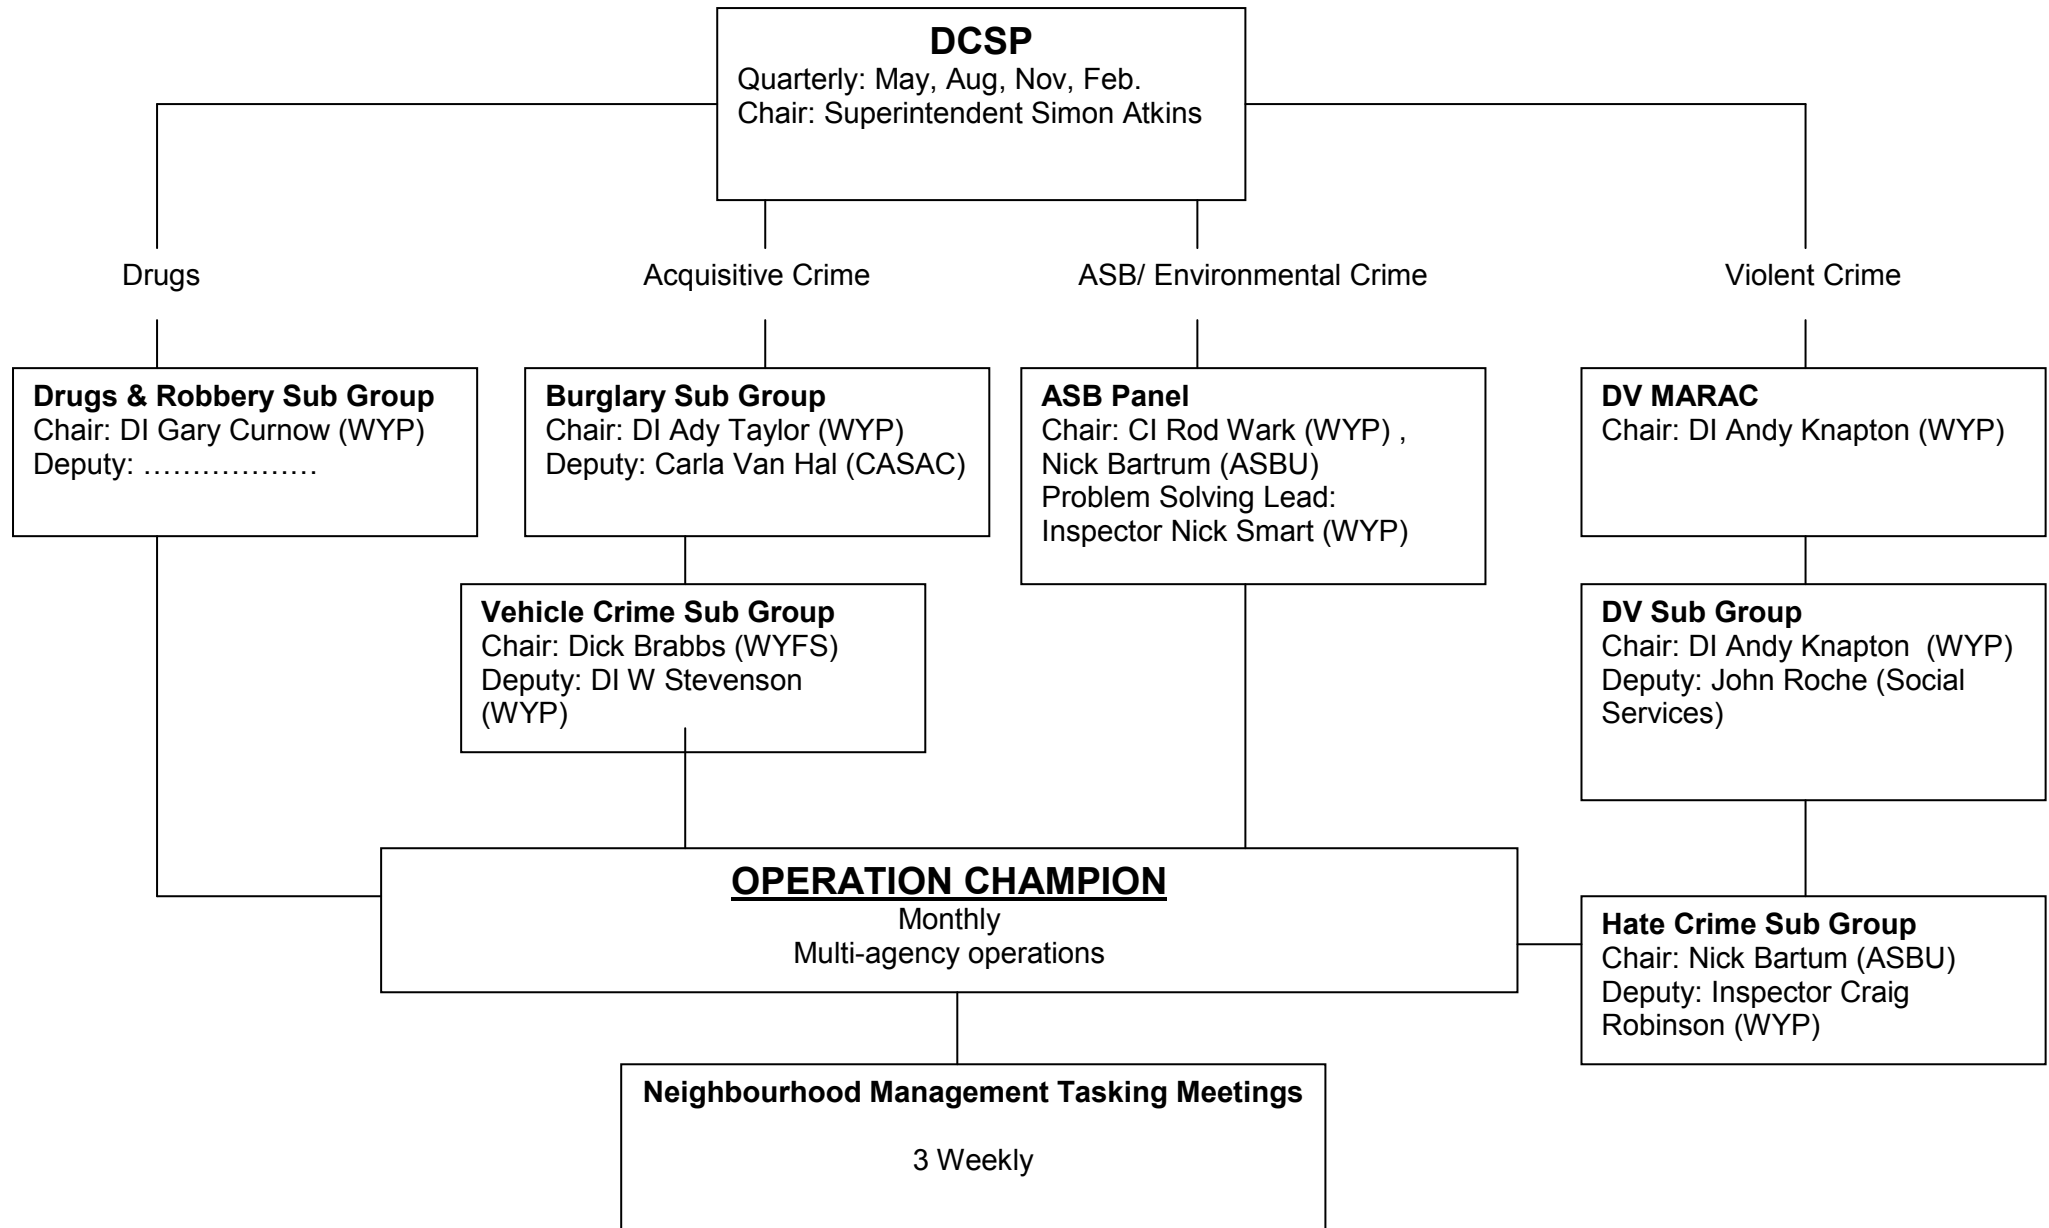 DCSP
Quarterly: May, Aug, Nov, Feb.
Chair: Superintendent Simon Atkins
Drugs
Acquisitive Crime
ASB/ Environmental Crime
Violent Crime
Drugs & Robbery Sub Group
Chair: DI Gary Curnow (WYP)
Deputy: ………………
Burglary Sub Group
Chair: DI Ady Taylor (WYP)
Deputy: Carla Van Hal (CASAC)
ASB Panel
Chair: CI Rod Wark (WYP) ,
Nick Bartrum (ASBU)
Problem Solving Lead:
Inspector Nick Smart (WYP)
DV MARAC
Chair: DI Andy Knapton (WYP)
Vehicle Crime Sub Group
Chair: Dick Brabbs (WYFS)
Deputy: DI W Stevenson
(WYP)
DV Sub Group
Chair: DI Andy Knapton  (WYP)
Deputy: John Roche (Social
Services)
OPERATION CHAMPION
Monthly
Multi-agency operations
Hate Crime Sub Group
Chair: Nick Bartum (ASBU)
Deputy: Inspector Craig
Robinson (WYP)
Neighbourhood Management Tasking Meetings
3 Weekly